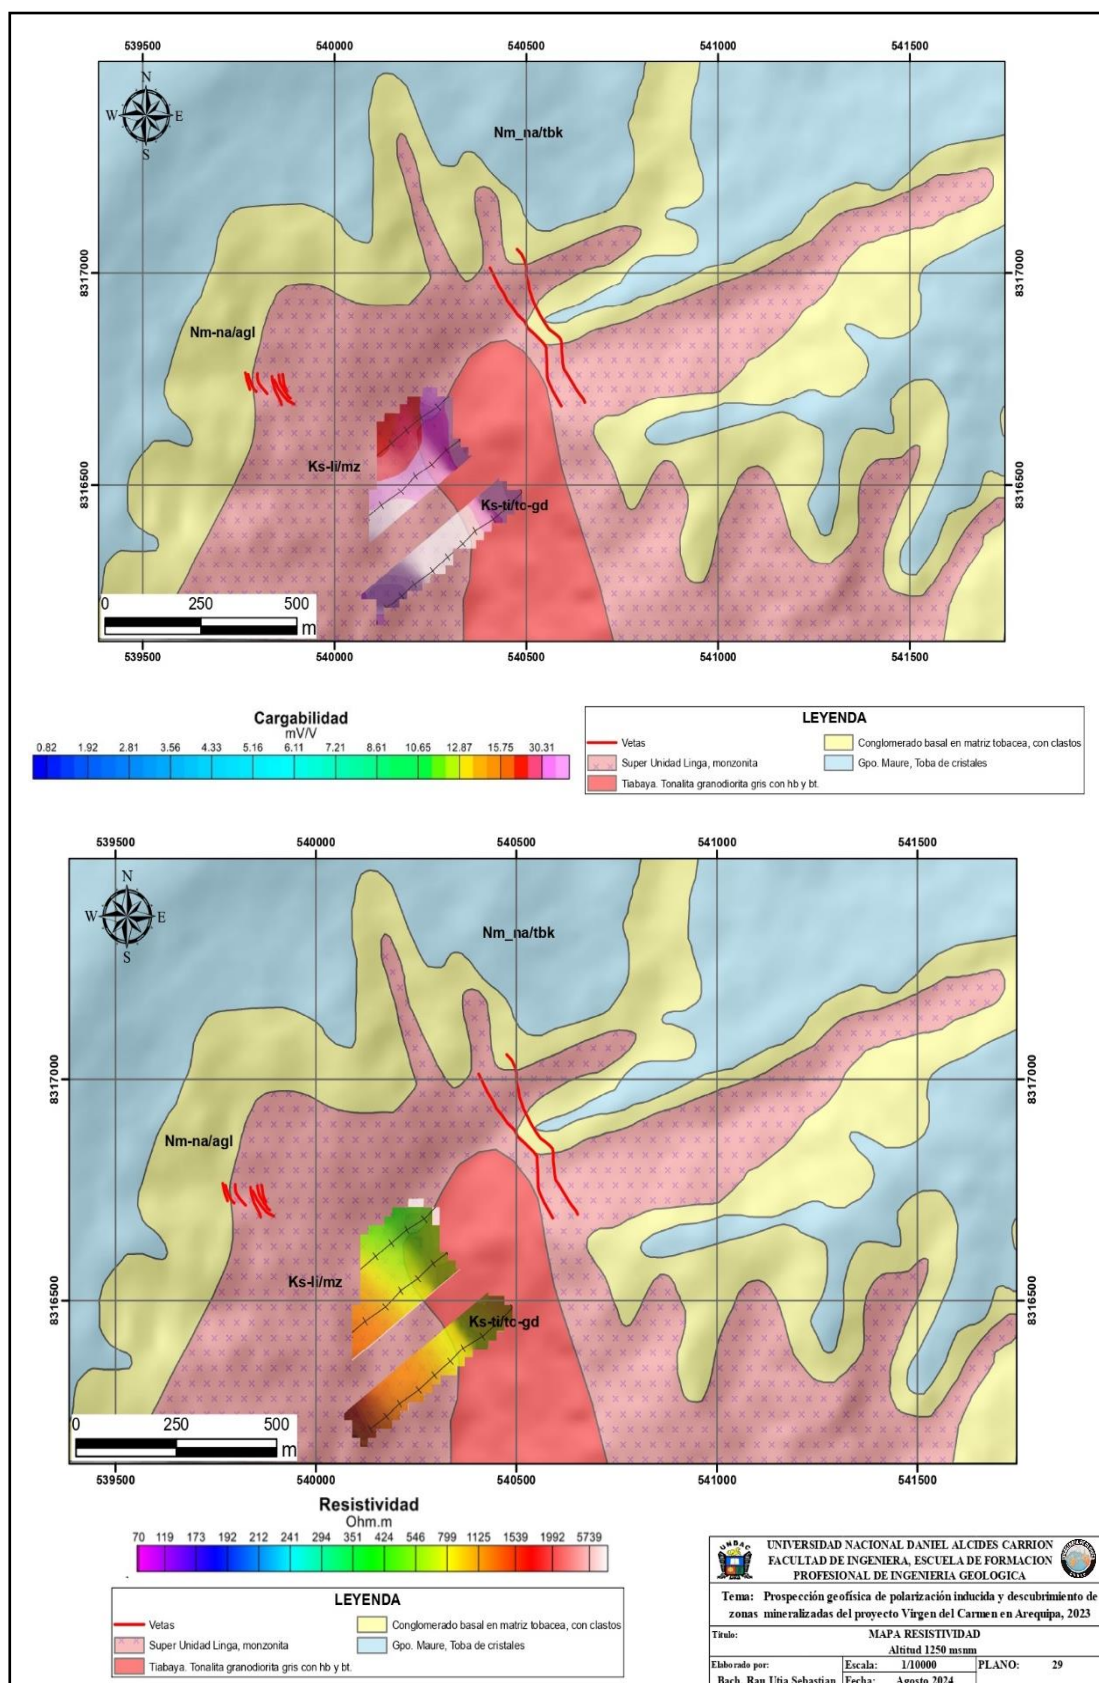 539500 540000 540500 541000 541500
N
W E
S
Nm_na/tbk
8317000 8317000
Nm-na/agl
Ks-li/mz
8316500 8316500
Ks-ti/to-gd
0 250 500
m
539500 540000 540500 541000 541500
Cargabilidad
mV/V
0.82 1.92 2.81 3.56 4.33 5.16 6.11 7.21 8.61 10.65 12.87 15.75 30.31
LEYENDA
Vetas
Conglomerado basal en matriz tobacea, con clastos
Super Unidad Linga, monzonita
Gpo. Maure, Toba de cristales
Tiabaya. Tonalita granodiorita gris con hb y bt.
539500 540000 540500 541000 541500
N
W E
S
Nm_na/tbk
8317000 8317000
Nm-na/agl
Ks-li/mz
8316500 8316500
Ks-ti/to-gd
0 250 500
m
539500 540000 540500 541000 541500
Resistividad
Ohm.m
70 119 173 192 212 241 294 351 424 546 799 1125 1539 1992 5739
LEYENDA
Vetas
Conglomerado basal en matriz tobacea, con clastos
Super Unidad Linga, monzonita
Gpo. Maure, Toba de cristales
Tiabaya. Tonalita granodiorita gris con hb y bt.
UNDAC
UNIVERSIDAD NACIONAL DANIEL ALCIDES CARRION
FACULTAD DE INGENIERA, ESCUELA DE FORMACION
PROFESIONAL DE INGENIERIA GEOLOGICA
Tema: Prospección geofísica de polarización inducida y descubrimiento de
zonas mineralizadas del proyecto Virgen del Carmen en Arequipa, 2023
Titulo: MAPA RESISTIVIDAD
Altitud 1250 msnm
Elaborado por: Escala: 1/10000 PLANO: 29
Bach. Rau Utia Sebastian Fecha: Agosto 2024